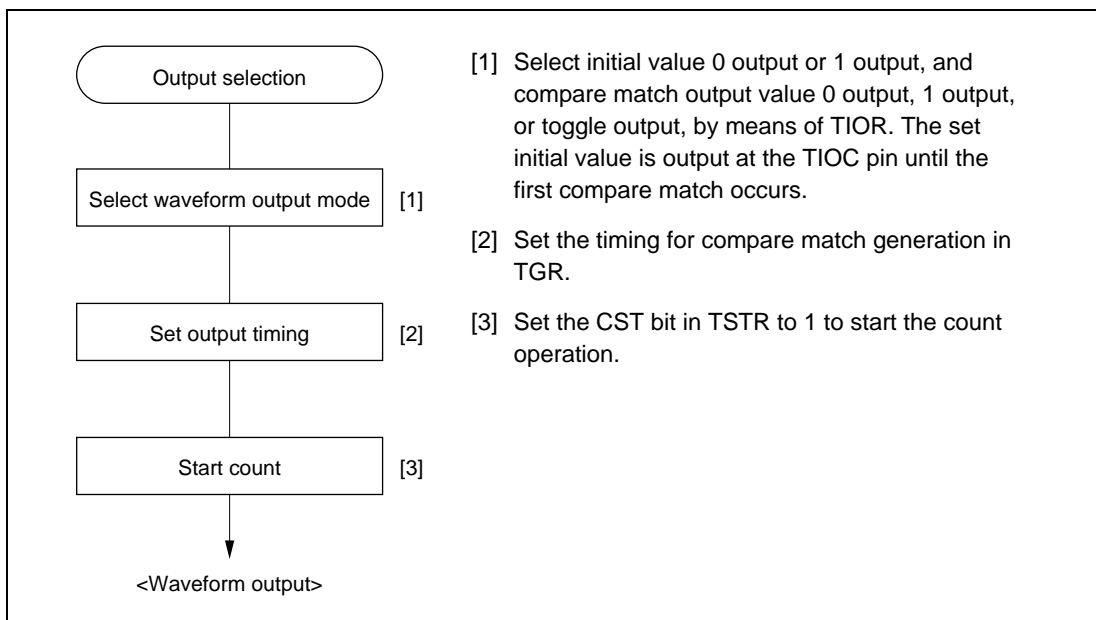 Output selection
Select waveform output mode [1]
Set output timing [2]
Start count [3]
<Waveform output>
[1] Select initial value 0 output or 1 output, and
compare match output value 0 output, 1 output,
or toggle output, by means of TIOR. The set
initial value is output at the TIOC pin until the
first compare match occurs.
[2] Set the timing for compare match generation in
TGR.
[3] Set the CST bit in TSTR to 1 to start the count
operation.